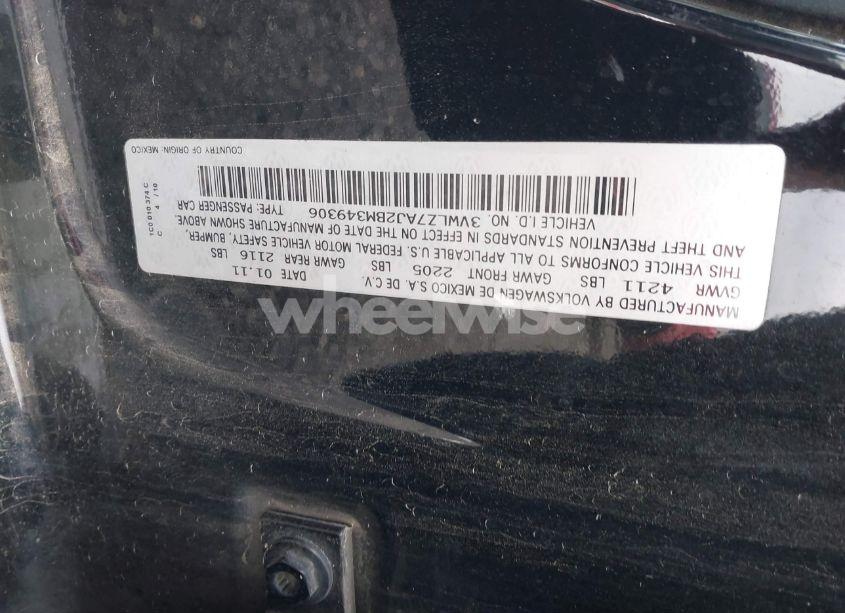 MANUFACTURED BY VOLKSWAGEN DE MEXICO S.A. DE C.V.
DATE 01.11
GVWR 4211 LBS GAWR FRONT 2205 LBS GAWR REAR 2116 LBS
THIS VEHICLE CONFORMS TO ALL APPLICABLE U.S. FEDERAL MOTOR VEHICLE SAFETY, BUMPER,
AND THEFT PREVENTION STANDARDS IN EFFECT ON THE DATE OF MANUFACTURE SHOWN ABOVE.
VEHICLE I.D. NO. 3VWLZ7AJ2BM349306 TYPE: PASSENGER CAR
COUNTRY OF ORIGIN: MEXICO
1C0 010 374 C
C 4 / 10
wheelwise